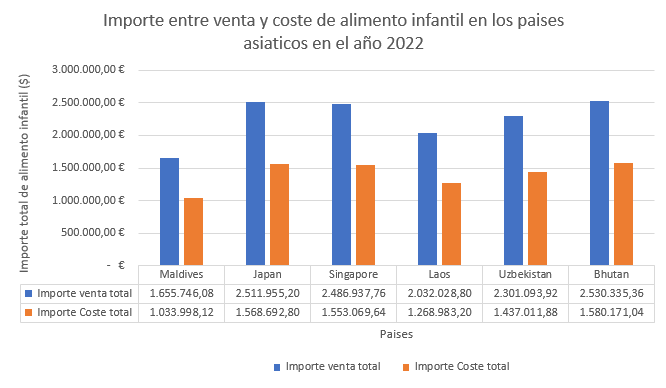 Importe entre venta y coste de alimento infantil en los paises
asiaticos en el año 2022
Importe total de alimento infantil ($)
3.000.000,00 €
2.500.000,00 €
2.000.000,00 €
1.500.000,00 €
1.000.000,00 €
500.000,00 €
- €
Maldives Japan Singapore Laos Uzbekistan Bhutan
Importe venta total 1.655.746,08 2.511.955,20 2.486.937,76 2.032.028,80 2.301.093,92 2.530.335,36
Importe Coste total 1.033.998,12 1.568.692,80 1.553.069,64 1.268.983,20 1.437.011,88 1.580.171,04
Paises
Importe venta total Importe Coste total